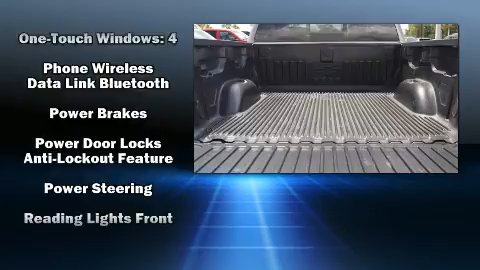 One-Touch Windows: 4
Phone Wireless
Data Link Bluetooth
Power Brakes
Power Door Locks
Anti-Lockout Feature
Power Steering
Reading Lights Front